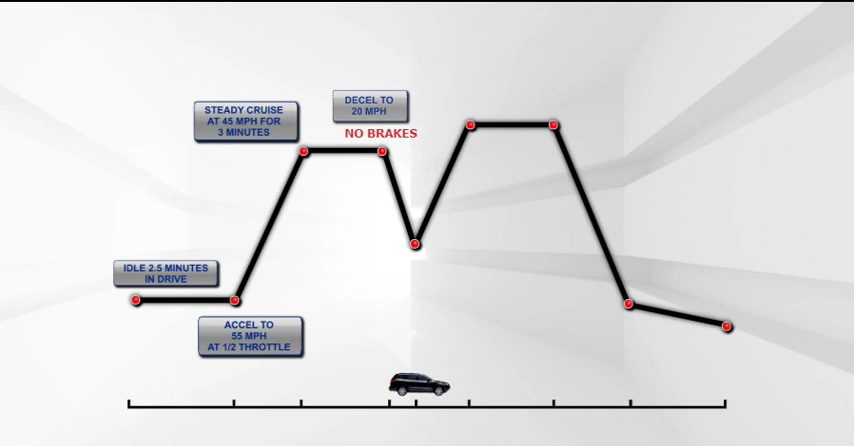 DECEL TO
20 MPH
NO BRAKES
STEADY CRUISE
AT 45 MPH FOR
3 MINUTES
IDLE 2.5 MINUTES
IN DRIVE
ACCEL TO
55 MPH
AT 1/2 THROTTLE